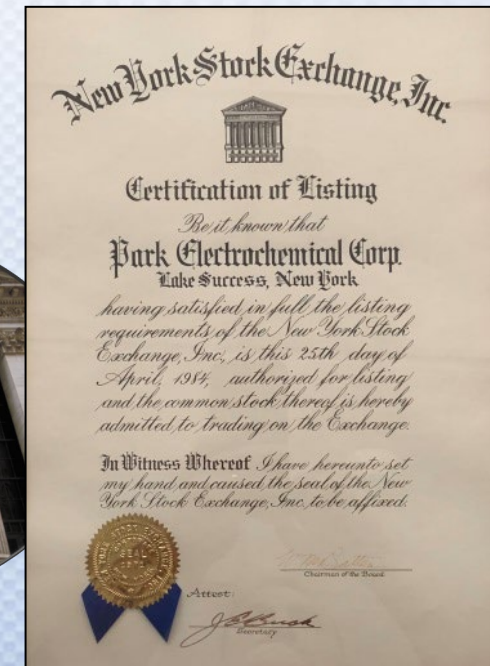 New York Stock Exchange, Inc.
Certification of Listing
Be it known that
Park Electrochemical Corp.
Lake Success, New York
having satisfied in full the listing
requirements of the New York Stock
Exchange, Inc., is this 25th day of
April, 1984, authorized for listing
and the common stock thereof is hereby
admitted to trading on the Exchange.
In Witness Whereof I have hereunto set
my hand and caused the seal of the New
York Stock Exchange, Inc. to be affixed.
SEAL
Chairman of the Board
Attest:
Secretary